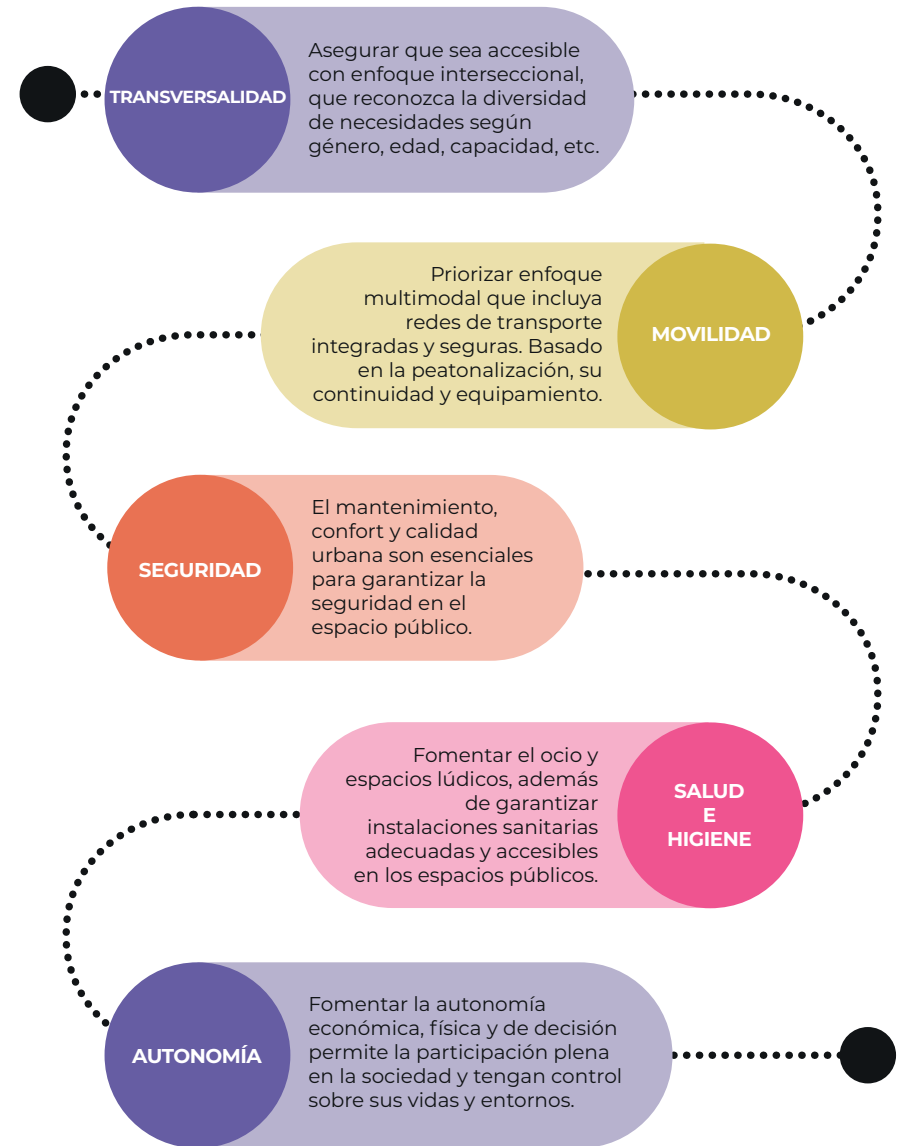 TRANSVERSALIDAD
Asegurar que sea accesible
con enfoque interseccional,
que reconozca la diversidad
de necesidades según
género, edad, capacidad, etc.
Priorizar enfoque
multimodal que incluya
redes de transporte
integradas y seguras. Basado
en la peatonalización, su
continuidad y equipamiento.
MOVILIDAD
SEGURIDAD
El mantenimiento,
confort y calidad
urbana son esenciales
para garantizar la
seguridad en el
espacio público.
Fomentar el ocio y
espacios lúdicos, además
de garantizar
instalaciones sanitarias
adecuadas y accesibles
en los espacios públicos.
SALUD
E
HIGIENE
AUTONOMÍA
Fomentar la autonomía
económica, física y de decisión
permite la participación plena
en la sociedad y tengan control
sobre sus vidas y entornos.